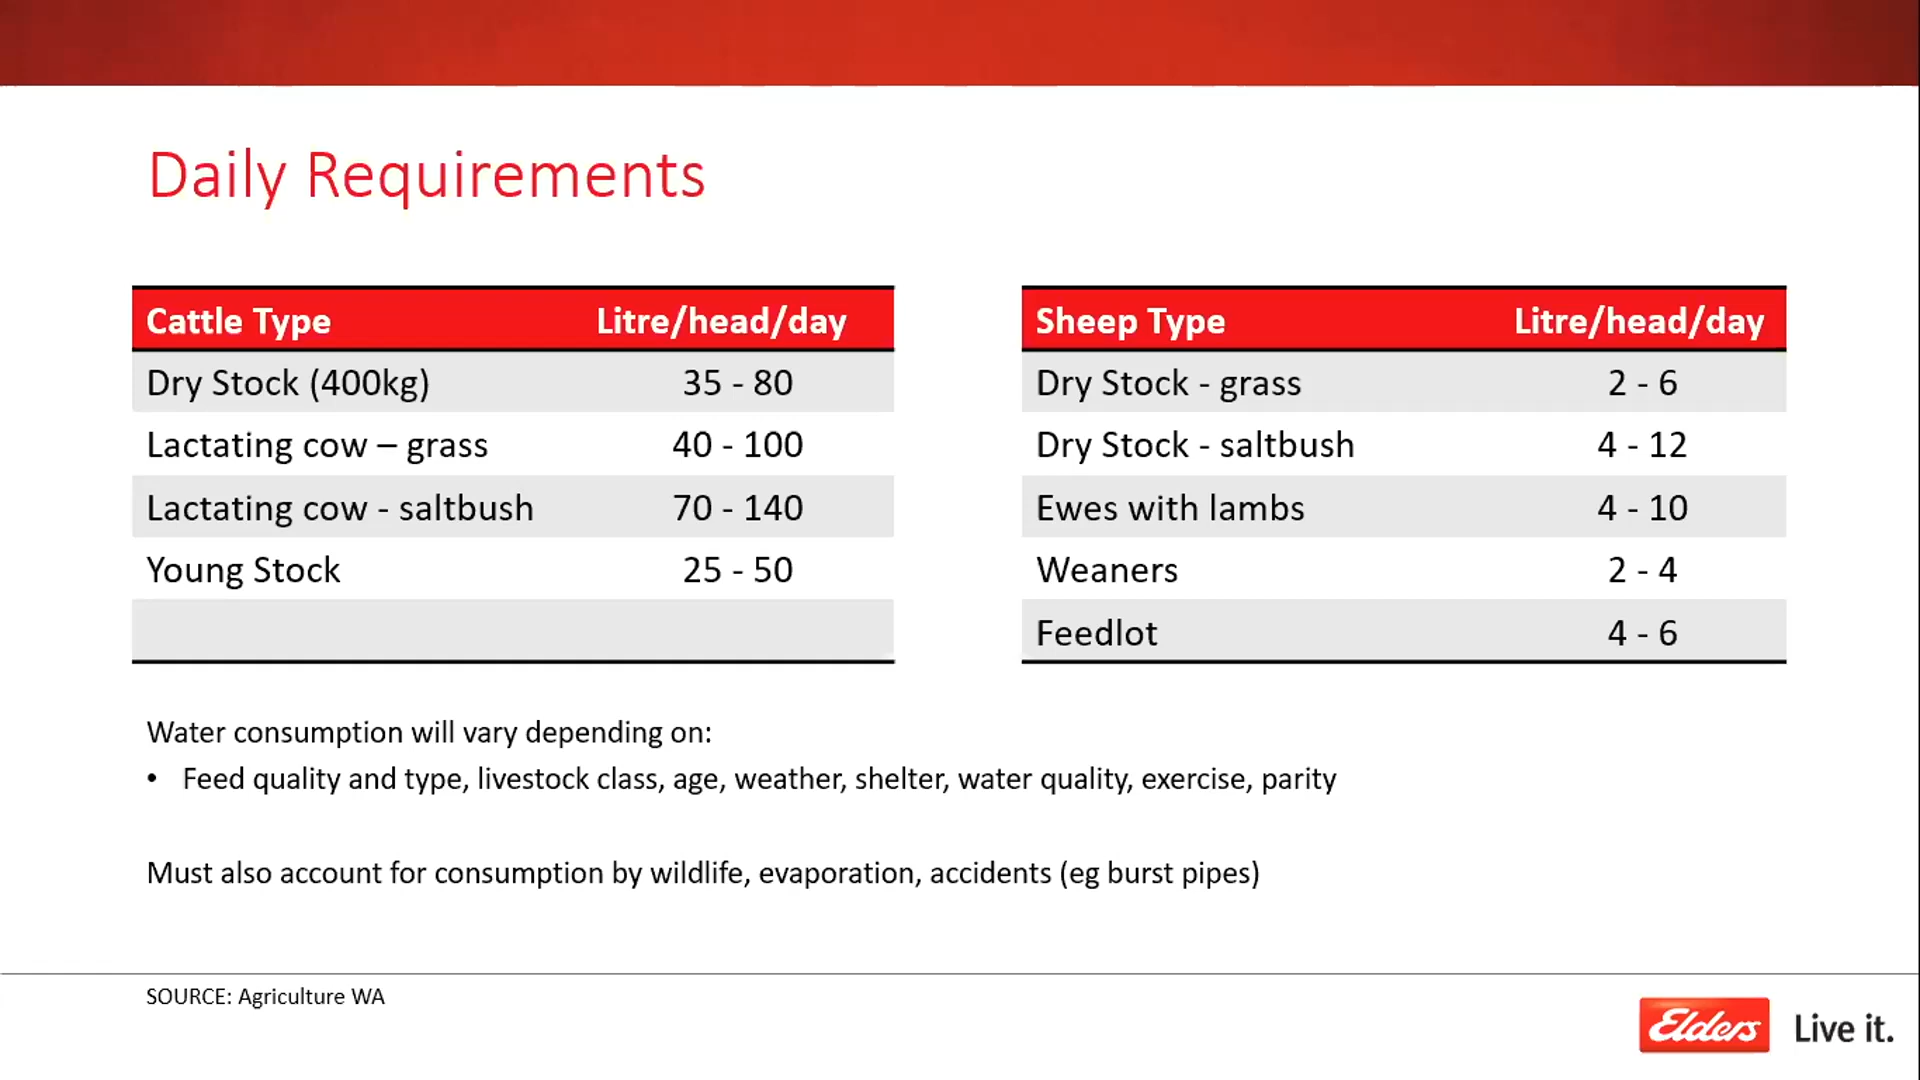 Daily Requirements
Cattle Type Litre/head/day
Dry Stock (400kg) 35 - 80
Lactating cow – grass 40 - 100
Lactating cow - saltbush 70 - 140
Young Stock 25 - 50
Sheep Type Litre/head/day
Dry Stock - grass 2 - 6
Dry Stock - saltbush 4 - 12
Ewes with lambs 4 - 10
Weaners 2 - 4
Feedlot 4 - 6
Water consumption will vary depending on:
• Feed quality and type, livestock class, age, weather, shelter, water quality, exercise, parity
Must also account for consumption by wildlife, evaporation, accidents (eg burst pipes)
SOURCE: Agriculture WA
Elders Live it.